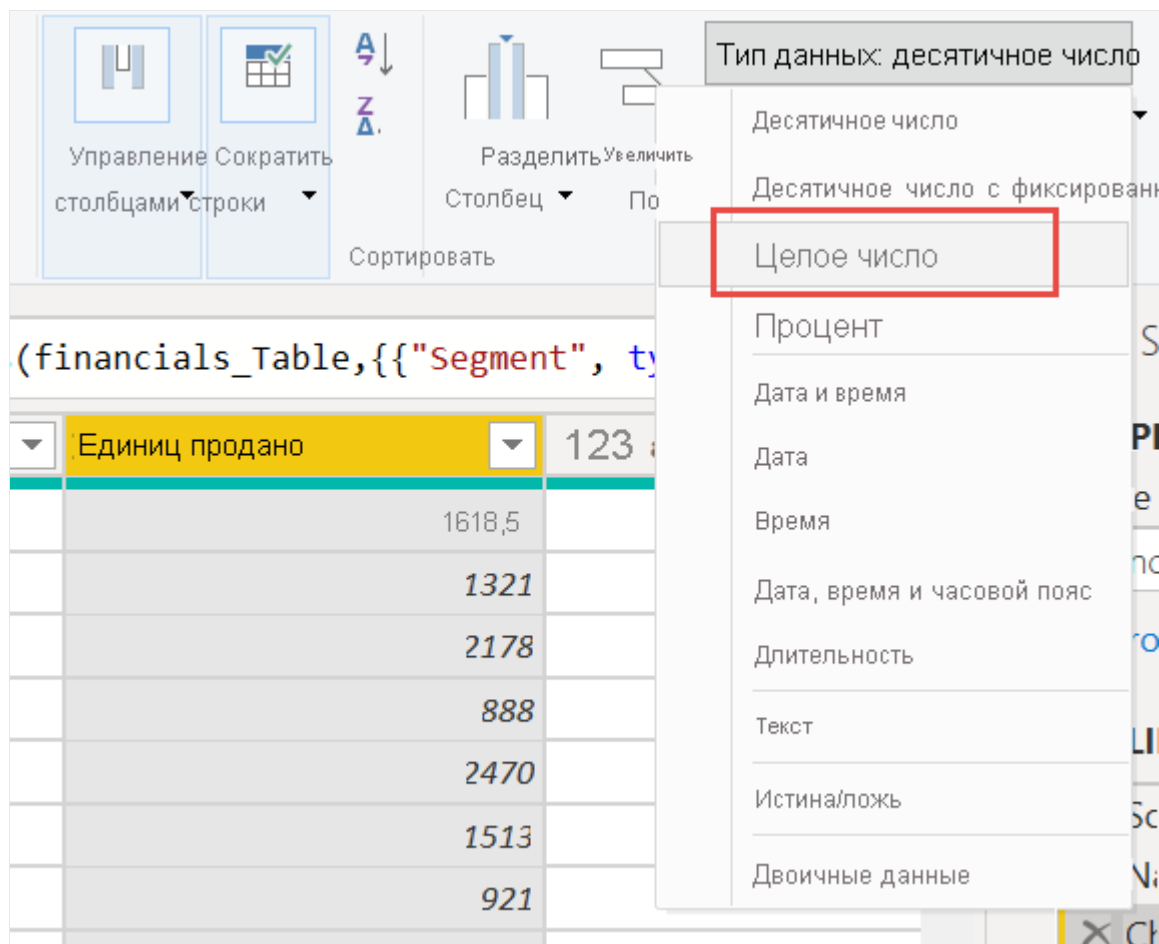 Тип данных: десятичное число
Управление
столбцами
Сократить
строки
Сортировать
Разделить
Столбец
Увеличить
По
Десятичное число
Десятичное число с фиксированн
Целое число
Процент
Дата и время
Дата
Время
Дата, время и часовой пояс
Длительность
Текст
Истина/ложь
Двоичные данные
(financials_Table,{{"Segment", ty
Единиц продано
123
1618,5
1321
2178
888
2470
1513
921